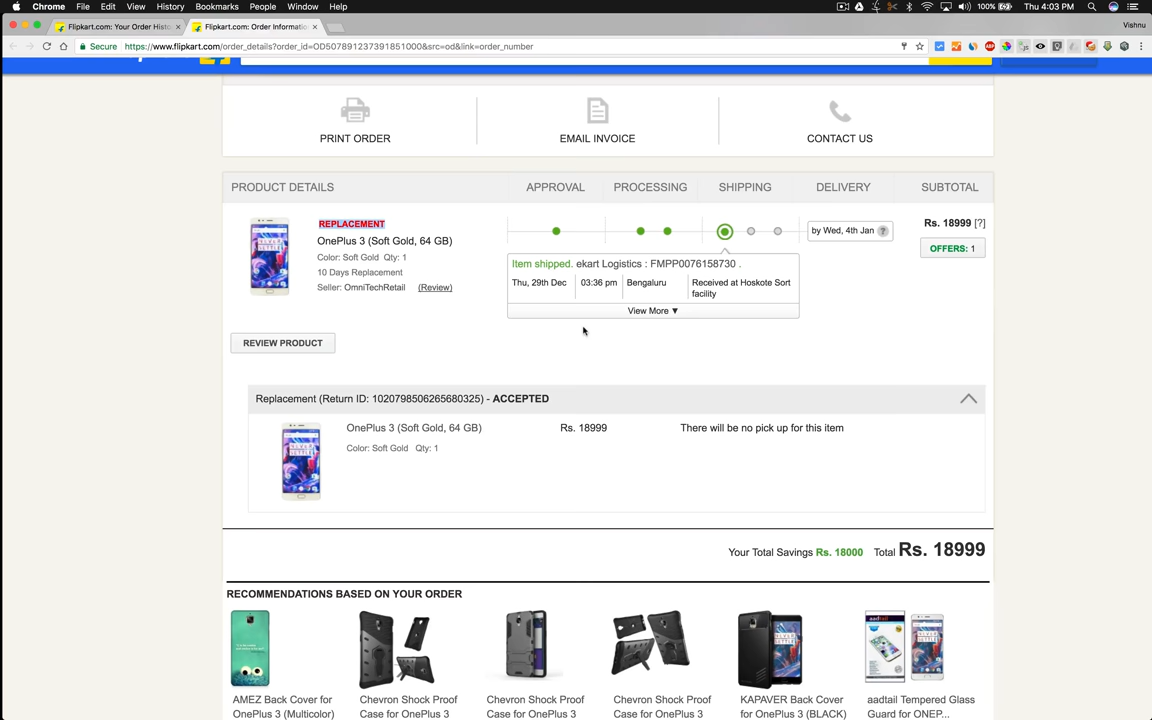 Chrome File Edit View History Bookmarks People Window Help 100% Thu 4:03 PM
Flipkart.com: Your Order Hist Flipkart.com: Order Informati Vishnu
Secure https://www.flipkart.com/order_details?order_id=OD507891237391851000&src=od&link=order_number
PRINT ORDER EMAIL INVOICE CONTACT US
PRODUCT DETAILS APPROVAL PROCESSING SHIPPING DELIVERY SUBTOTAL
REPLACEMENT
OnePlus 3 (Soft Gold, 64 GB)
Color: Soft Gold Qty: 1
10 Days Replacement
Seller: OmniTechRetail (Review)
by Wed, 4th Jan ?
Rs. 18999 [?]
OFFERS: 1
Item shipped. ekart Logistics : FMPP0076158730 .
Thu, 29th Dec 03:36 pm Bengaluru Received at Hoskote Sort
facility
View More ▼
REVIEW PRODUCT
Replacement (Return ID: 1020798506265680325) - ACCEPTED
OnePlus 3 (Soft Gold, 64 GB) Rs. 18999 There will be no pick up for this item
Color: Soft Gold Qty: 1
Your Total Savings Rs. 18000 Total Rs. 18999
RECOMMENDATIONS BASED ON YOUR ORDER
AMEZ Back Cover for Chevron Shock Proof Chevron Shock Proof Chevron Shock Proof KAPAVER Back Cover aadtail Tempered Glass
OnePlus 3 (Multicolor) Case for OnePlus 3 Case for OnePlus 3 Case for OnePlus 3 for OnePlus 3 (BLACK) Guard for ONEP...